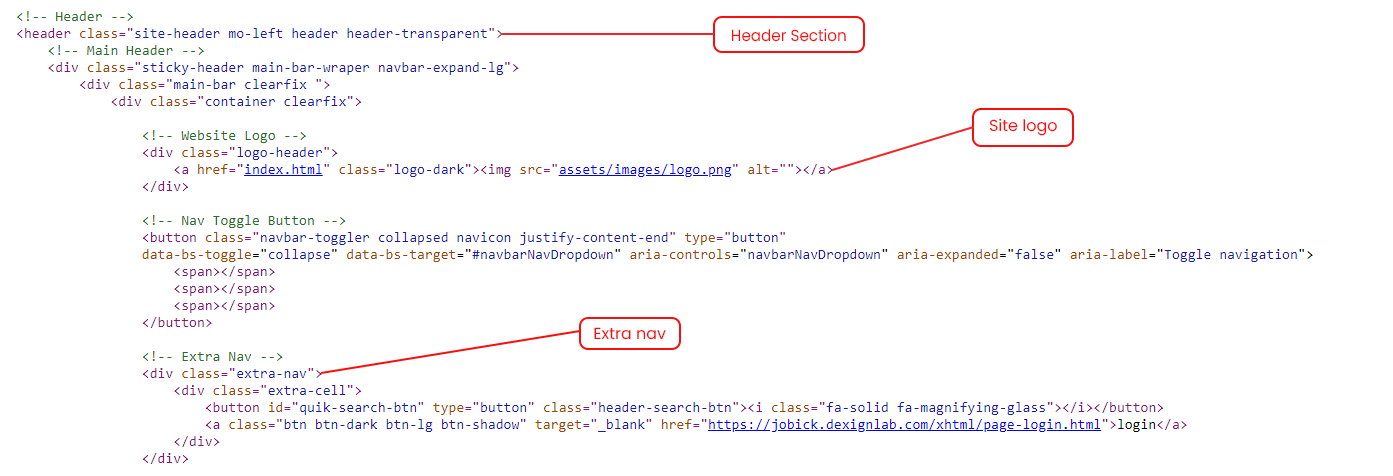 <!-- Header -->
<header class="site-header mo-left header header-transparent">
Header Section
<!-- Main Header -->
<div class="sticky-header main-bar-wraper navbar-expand-lg">
<div class="main-bar clearfix ">
<div class="container clearfix">
<!-- Website Logo -->
<div class="logo-header">
<a href="index.html" class="logo-dark"><img src="assets/images/logo.png" alt=""></a>
Site logo
</div>
<!-- Nav Toggle Button -->
<button class="navbar-toggler collapsed navicon justify-content-end" type="button"
data-bs-toggle="collapse" data-bs-target="#navbarNavDropdown" aria-controls="navbarNavDropdown" aria-expanded="false" aria-label="Toggle navigation">
<span></span>
<span></span>
<span></span>
</button>
<!-- Extra Nav -->
<div class="extra-nav">
Extra nav
<div class="extra-cell">
<button id="quik-search-btn" type="button" class="header-search-btn"><i class="fa-solid fa-magnifying-glass"></i></button>
<a class="btn btn-dark btn-lg btn-shadow" target="_blank" href="https://jobick.dexignlab.com/xhtml/page-login.html">login</a>
</div>
</div>